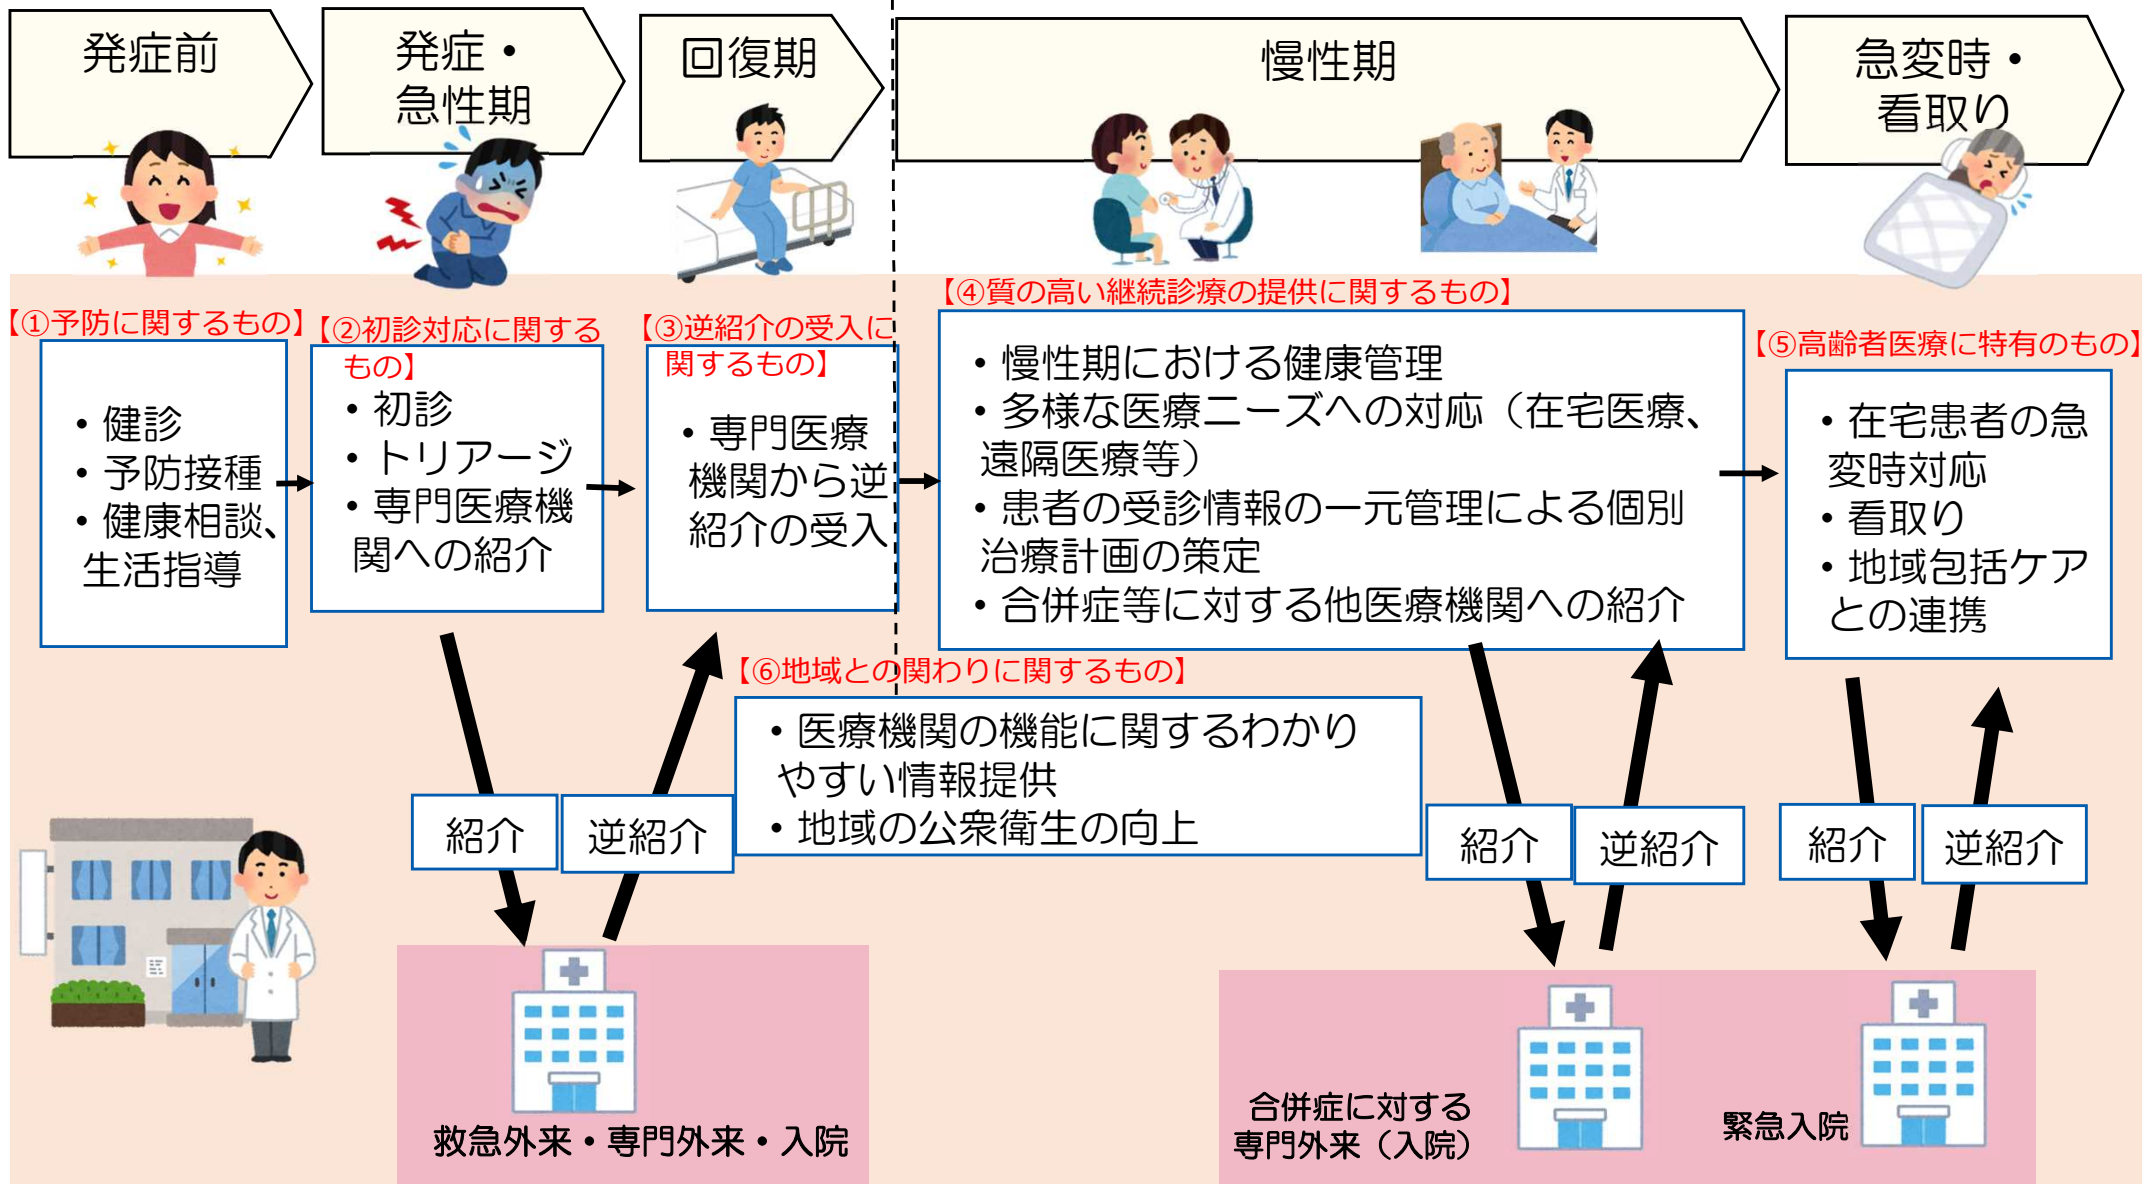 発症前
発症・
急性期
回復期
慢性期
急変時・
看取り
【①予防に関するもの】
・健診
・予防接種
・健康相談、
生活指導
【②初診対応に関する
もの】
・初診
・トリアージ
・専門医療機
関への紹介
【③逆紹介の受入に
関するもの】
・専門医療
機関から逆
紹介の受入
【④質の高い継続診療の提供に関するもの】
・慢性期における健康管理
・多様な医療ニーズへの対応（在宅医療、
遠隔医療等）
・患者の受診情報の一元管理による個別
治療計画の策定
・合併症等に対する他医療機関への紹介
【⑤高齢者医療に特有のもの】
・在宅患者の急
変時対応
・看取り
・地域包括ケア
との連携
【⑥地域との関わりに関するもの】
・医療機関の機能に関するわかり
やすい情報提供
・地域の公衆衛生の向上
紹介
逆紹介
紹介
逆紹介
紹介
逆紹介
救急外来・専門外来・入院
合併症に対する
専門外来（入院）
緊急入院